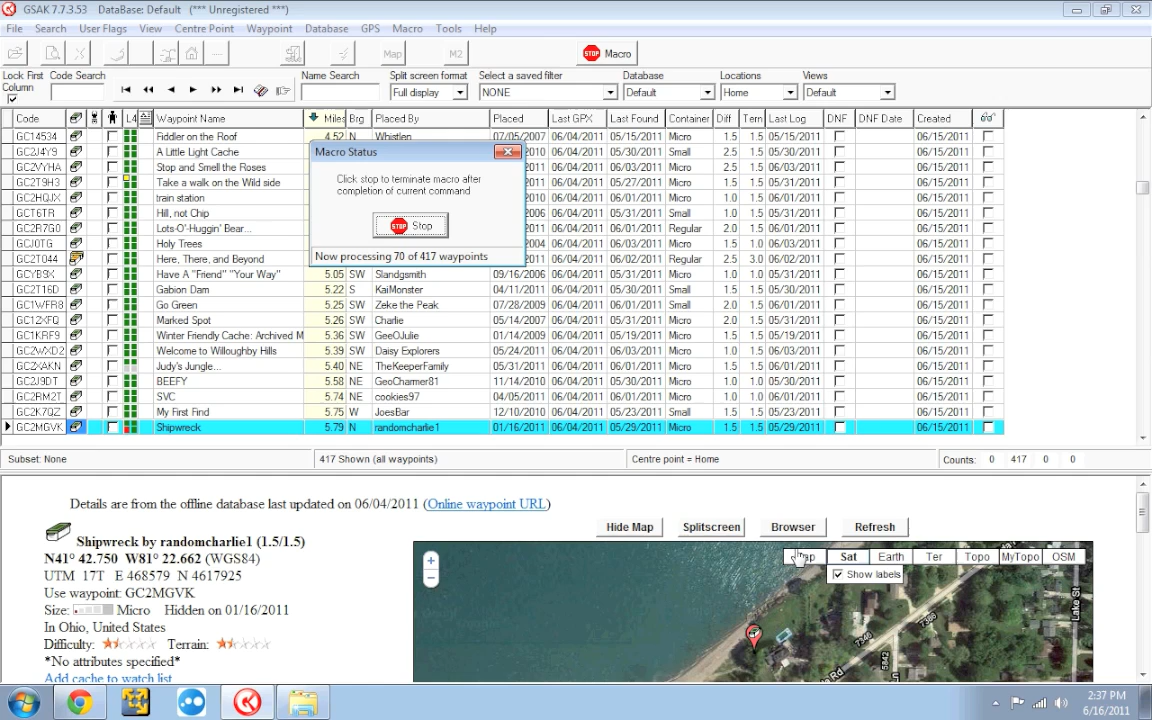 GSAK 7.7.3.53 DataBase: Default (*** Unregistered ***)
File Search User Flags View Centre Point Waypoint Database GPS Macro Tools Help
Map M2 STOP Macro
Lock First Column Code Search Name Search Split screen format Select a saved filter Database Locations Views
Full display NONE Default Home Default
Code L4 Waypoint Name Miles Brg Placed By Placed Last GPX Last Found Container Diff Terr Last Log DNF DNF Date Created
GC14534 Fiddler on the Roof 4.52 N Whistlen 07/05/2007 06/04/2011 05/15/2011 Micro 1.5 1.5 05/15/2011 06/15/2011
GC2J4Y9 A Little Light Cache 2010 06/04/2011 05/30/2011 Small 2.5 1.5 05/30/2011 06/15/2011
GC2VYHA Stop and Smell the Roses 2011 06/04/2011 06/03/2011 Micro 2.5 1.5 06/03/2011 06/15/2011
GC2T9H3 Take a walk on the Wild side 2011 06/04/2011 05/27/2011 Micro 1.5 1.5 05/31/2011 06/15/2011
GC2HQJX train station 2010 06/04/2011 06/01/2011 Micro 1.0 1.5 06/01/2011 06/15/2011
GCT6TR Hill, not Chip 2006 06/04/2011 05/31/2011 Small 1.0 1.5 05/31/2011 06/15/2011
GC2R7G0 Lots-O'-Huggin' Bear... 2011 06/04/2011 06/01/2011 Regular 2.0 1.5 06/01/2011 06/15/2011
GCJ0TG Holy Trees 2004 06/04/2011 06/03/2011 Micro 1.5 1.0 06/03/2011 06/15/2011
GC2T044 Here, There, and Beyond 2011 06/04/2011 06/02/2011 Regular 2.5 3.0 06/02/2011 06/15/2011
GCYB9X Have A "Friend" "Your Way" 5.05 SW Slandgsmith 09/16/2006 06/04/2011 05/31/2011 Micro 1.0 1.0 05/31/2011 06/15/2011
GC2T16D Gabion Dam 5.22 S KaiMonster 04/11/2011 06/04/2011 05/30/2011 Small 1.5 1.5 05/30/2011 06/15/2011
GC1WFR8 Go Green 5.25 SW Zeke the Peak 07/28/2009 06/04/2011 06/01/2011 Small 2.0 1.5 06/01/2011 06/15/2011
GC12XFQ Marked Spot 5.26 SW Charlie 05/14/2007 06/04/2011 05/31/2011 Micro 2.0 1.5 05/31/2011 06/15/2011
GC1KRF9 Winter Friendly Cache: Archived M 5.36 SW GeeOJulie 01/14/2009 06/04/2011 05/19/2011 Micro 1.5 1.5 05/19/2011 06/15/2011
GC2WXD2 Welcome to Willoughby Hills 5.39 SW Daisy Explorers 05/24/2011 06/04/2011 06/03/2011 Micro 1.0 1.0 06/03/2011 06/15/2011
GC2XAKN Judy's Jungle... 5.40 NE TheKeeperFamily 05/31/2011 06/04/2011 06/01/2011 Micro 1.5 1.5 06/01/2011 06/15/2011
GC2J9DT BEEFY 5.58 NE GeoCharmer81 11/14/2010 06/04/2011 05/30/2011 Micro 1.0 1.0 05/30/2011 06/15/2011
GC2RM2T SVC 5.74 NE cookies97 04/05/2011 06/04/2011 06/01/2011 Micro 1.0 1.5 06/01/2011 06/15/2011
GC2K7QZ My First Find 5.75 W JoesBar 12/10/2010 06/04/2011 05/23/2011 Small 1.5 1.5 05/23/2011 06/15/2011
GC2MGVK Shipwreck 5.79 N randomcharlie1 01/16/2011 06/04/2011 05/29/2011 Micro 1.5 1.5 05/29/2011 06/15/2011
Macro Status
Click stop to terminate macro after
completion of current command
STOP Stop
Now processing 70 of 417 waypoints
Subset: None 417 Shown (all waypoints) Centre point = Home Counts: 0 417 0 0
Details are from the offline database last updated on 06/04/2011 (Online waypoint URL)
Hide Map Splitscreen Browser Refresh
Shipwreck by randomcharlie1 (1.5/1.5)
N41° 42.750 W81° 22.662 (WGS84)
UTM 17T E 468579 N 4617925
Use waypoint: GC2MGVK
Size: Micro Hidden on 01/16/2011
In Ohio, United States
Difficulty: Terrain:
*No attributes specified*
Add cache to watch list
Sat Earth Ter Topo MyTopo OSM
Show labels
Lake St
7386
7346
5842
Rd
2:37 PM
6/16/2011